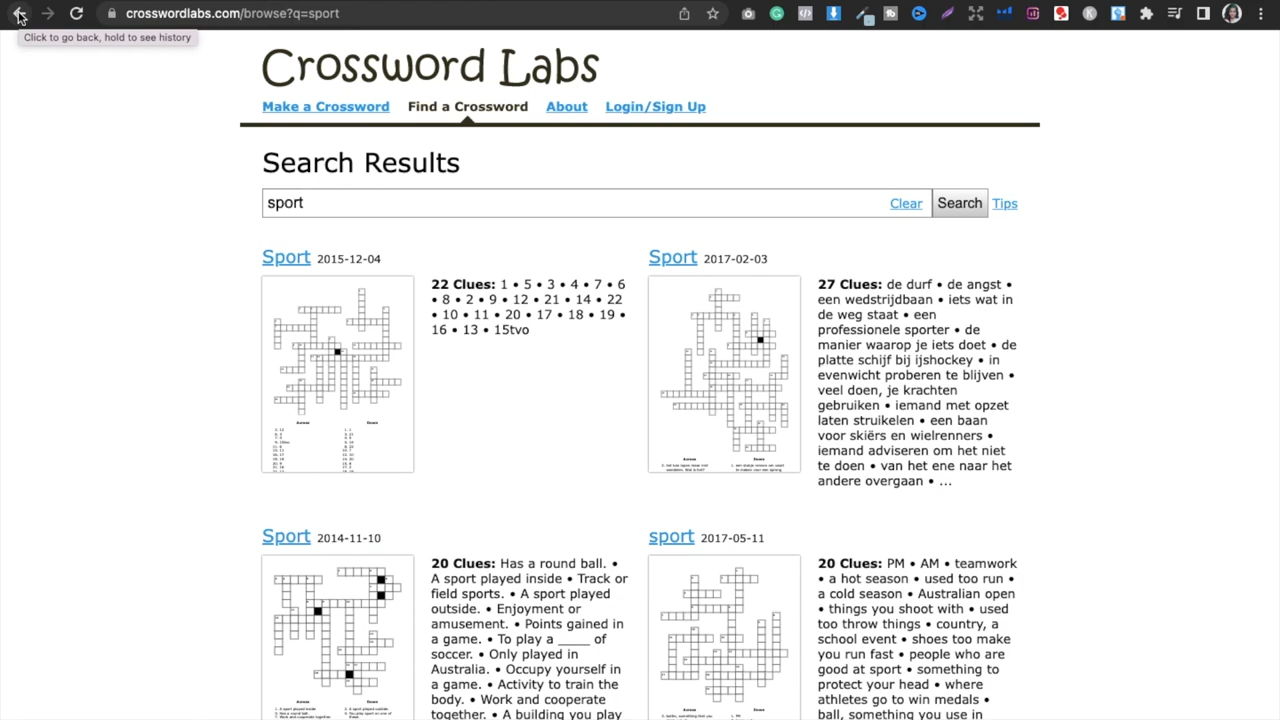 crosswordlabs.com/browse?q=sport
Click to go back, hold to see history
Crossword Labs
Make a Crossword Find a Crossword About Login/Sign Up
Search Results
sport Clear Search Tips
Sport 2015-12-04
22 Clues: 1 • 5 • 3 • 4 • 7 • 6
• 8 • 2 • 9 • 12 • 21 • 14 • 22
• 10 • 11 • 20 • 17 • 18 • 19 •
16 • 13 • 15tvo
Sport 2017-02-03
27 Clues: de durf • de angst •
een wedstrijdbaan • iets wat in
de weg staat • een
professionele sporter • de
manier waarop je iets doet • de
platte schijf bij ijshockey • in
evenwicht proberen te blijven •
veel doen, je krachten
gebruiken • iemand met opzet
laten struikelen • een baan
voor skiërs en wielrenners •
iemand adviseren om het niet
te doen • van het ene naar het
andere overgaan • ...
Sport 2014-11-10
20 Clues: Has a round ball. •
A sport played inside • Track or
field sports. • A sport played
outside. • Enjoyment or
amusement. • Points gained in
a game. • To play a _____ of
soccer. • Only played in
Australia. • Occupy yourself in
a game. • Activity to train the
body. • Work and cooperate
together. • A building you play
sport 2017-05-11
20 Clues: PM • AM • teamwork
• a hot season • used too run •
a cold season • Australian open
• things you shoot with • used
too throw things • country, a
school event • shoes too make
you run fast • people who are
good at sport • something to
protect your head • where
athletes go to win medals •
ball, something you use in